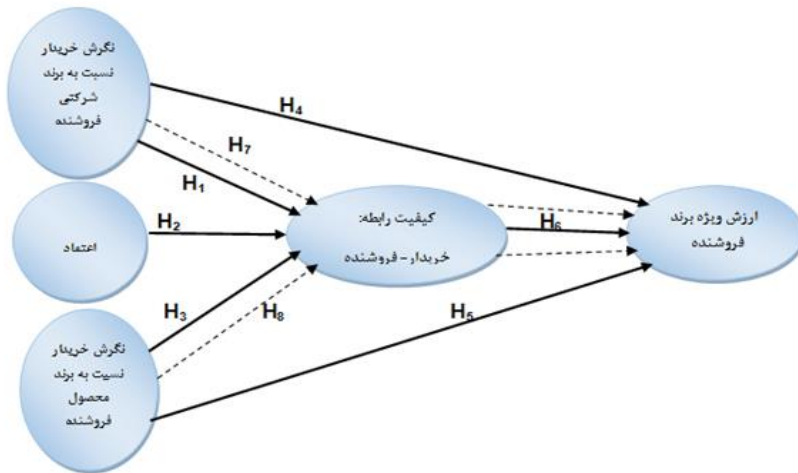 نگرش خریدار
نسبت به برند
شرکتی
فروشنده
H4
H7
H1
اعتماد
H2
کیفیت رابطه:
خریدار - فروشنده
H6
ارزش ویژه برند
فروشنده
H3
H8
H5
نگرش خریدار
نسبت به برند
محصول
فروشنده